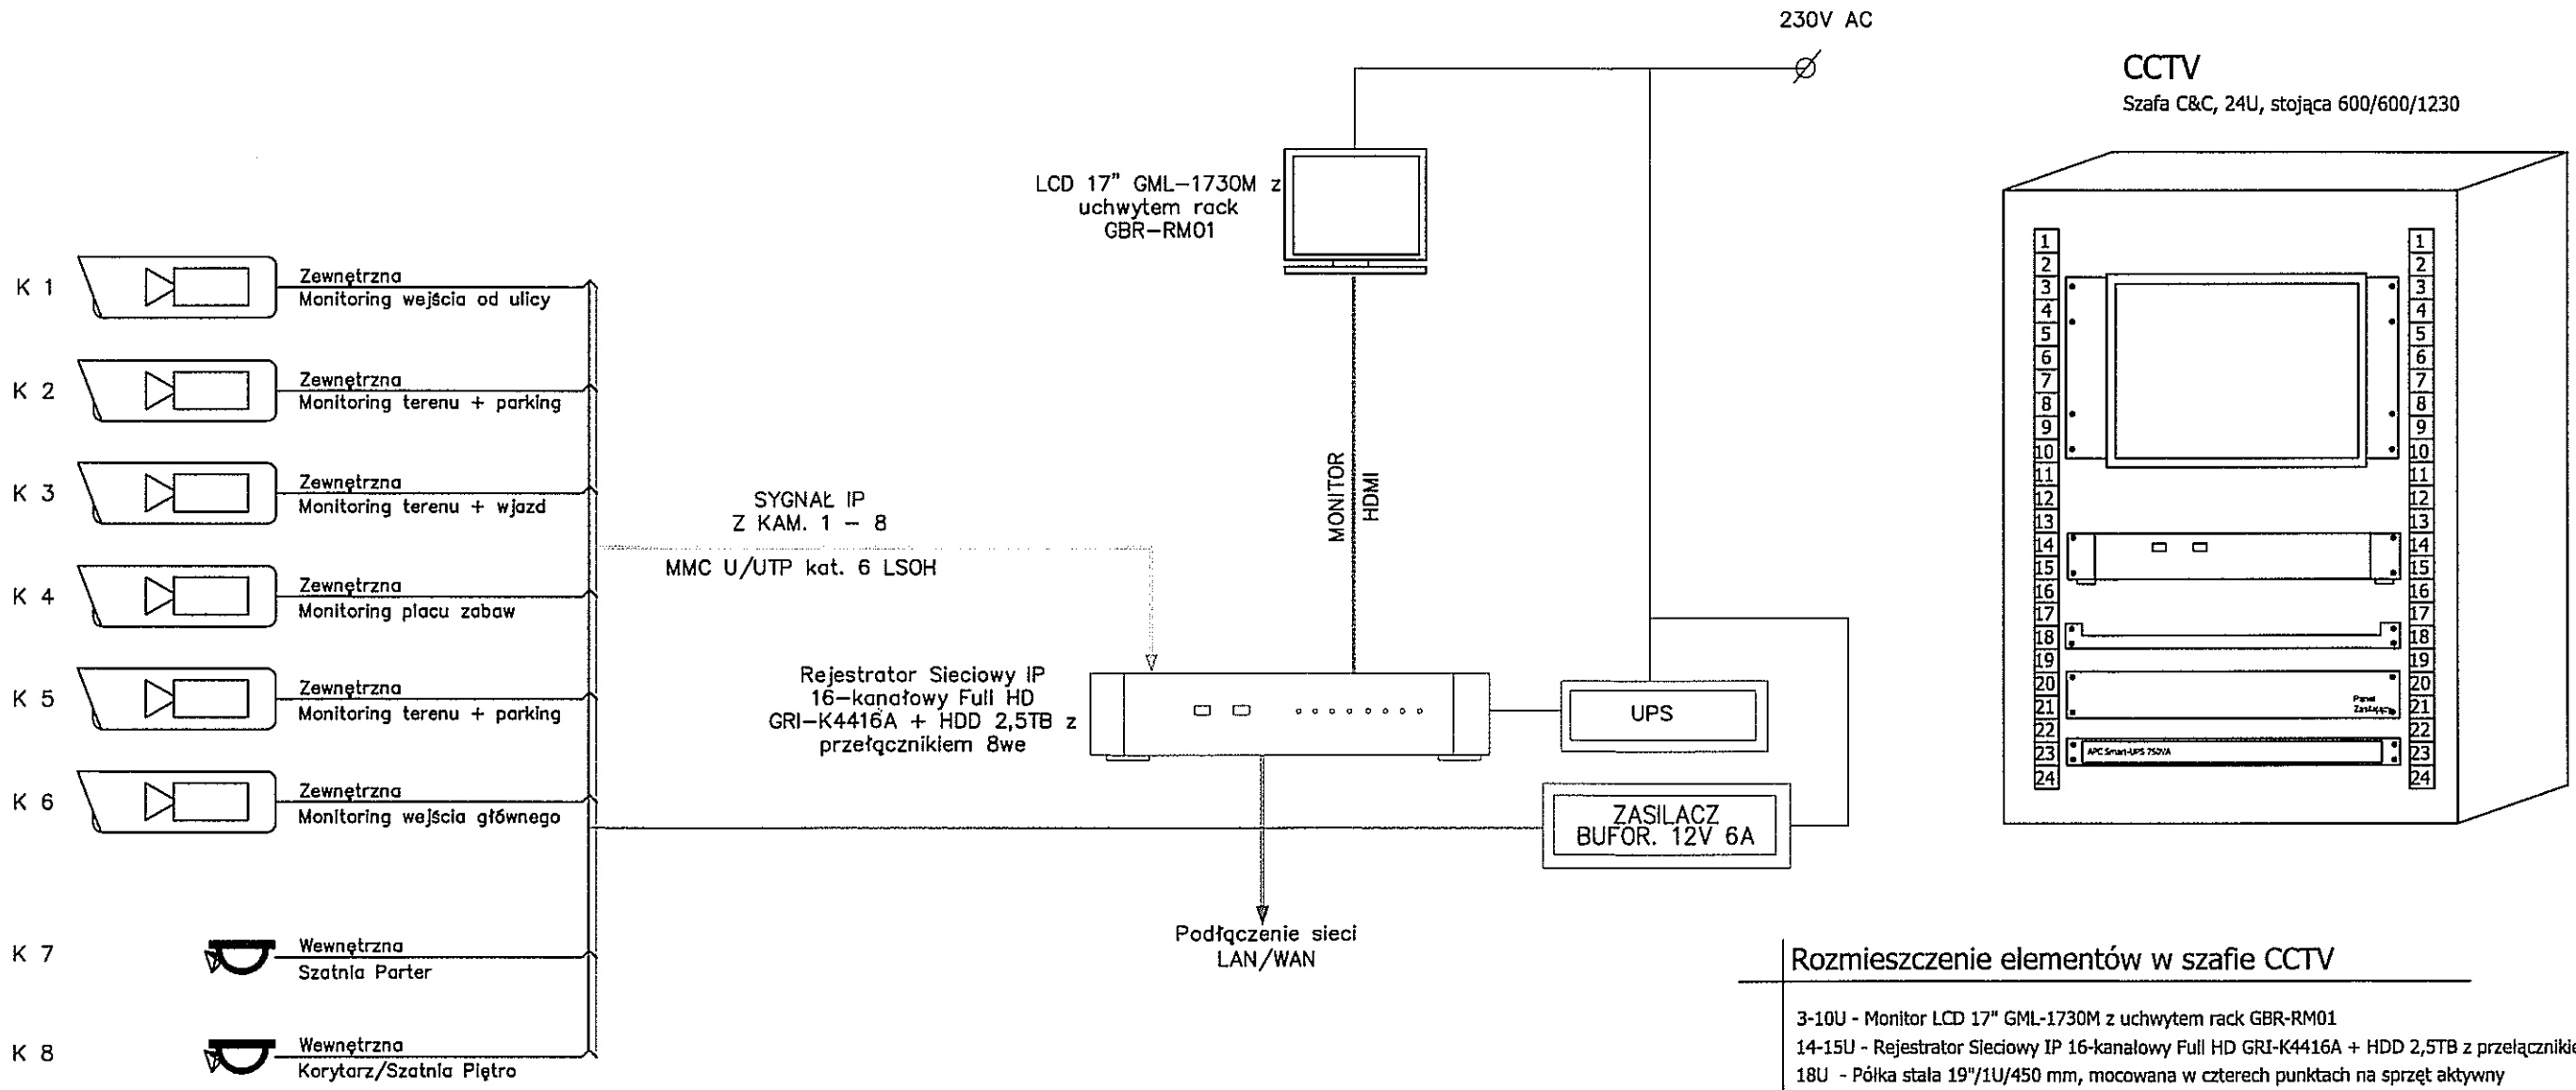 230V AC
CCTV
Szafa C&C, 24U, stojąca 600/600/1230
LCD 17" GML-1730M z
uchwytem rack
GBR-RM01
K 1
Zewnętrzna
Monitoring wejścia od ulicy
K 2
Zewnętrzna
Monitoring terenu + parking
K 3
Zewnętrzna
Monitoring terenu + wjazd
K 4
Zewnętrzna
Monitoring placu zabaw
K 5
Zewnętrzna
Monitoring terenu + parking
K 6
Zewnętrzna
Monitoring wejścia głównego
K 7
Wewnętrzna
Szatnia Parter
K 8
Wewnętrzna
Korytarz/Szatnia Piętro
SYGNAŁ IP
Z KAM. 1 - 8
MMC U/UTP kat. 6 LSOH
MONITOR
HDMI
Rejestrator Sieciowy IP
16-kanałowy Full HD
GRI-K4416A + HDD 2,5TB z
przełącznikiem 8we
UPS
ZASILACZ
BUFOR. 12V 6A
Podłączenie sieci
LAN/WAN
1 1
2 2
3 3
4 4
5 5
6 6
7 7
8 8
9 9
10 10
11 11
12 12
13 13
14 14
15 15
16 16
17 17
18 18
19 19
20 20
21 21
22 22
23 23
24 24
Panel
APC Smart-UPS 750VA
Rozmieszczenie elementów w szafie CCTV
3-10U - Monitor LCD 17" GML-1730M z uchwytem rack GBR-RM01
14-15U - Rejestrator Sieciowy IP 16-kanałowy Full HD GRI-K4416A + HDD 2,5TB z przełącznikie
18U - Półka stała 19"/1U/450 mm, mocowana w czterech punktach na sprzęt aktywny